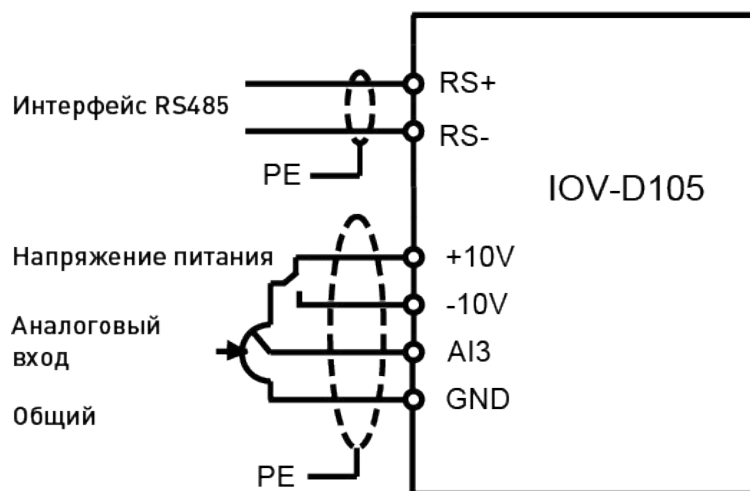 Интерфейс RS485
RS+
RS-
PE
IOV-D105
Напряжение питания
+10V
-10V
Аналоговый
вход
AI3
Общий
GND
PE